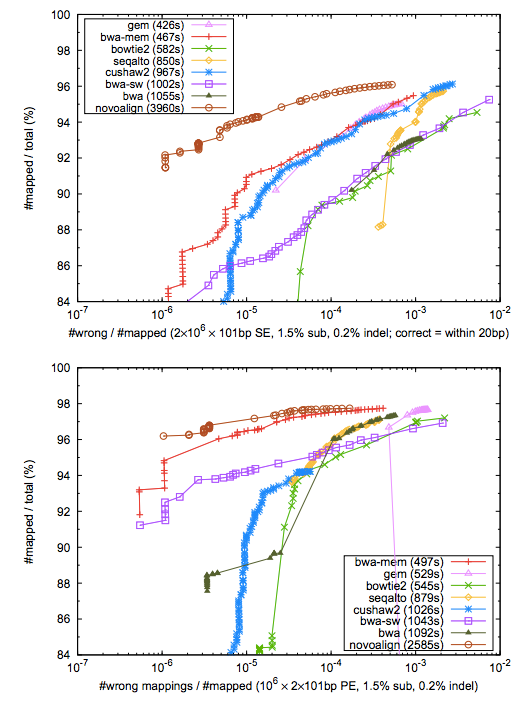 100
98
96
94
92
90
88
86
84
#mapped / total (%)
gem (426s)
bwa-mem (467s)
bowtie2 (582s)
seqalto (850s)
cushaw2 (967s)
bwa-sw (1002s)
bwa (1055s)
novoalign (3960s)
10⁻⁷ 10⁻⁶ 10⁻⁵ 10⁻⁴ 10⁻³ 10⁻²
#wrong / #mapped (2×10⁶ × 101bp SE, 1.5% sub, 0.2% indel; correct = within 20bp)
100
98
96
94
92
90
88
86
84
#mapped / total (%)
bwa-mem (497s)
gem (529s)
bowtie2 (545s)
seqalto (879s)
cushaw2 (1026s)
bwa-sw (1043s)
bwa (1092s)
novoalign (2585s)
10⁻⁷ 10⁻⁶ 10⁻⁵ 10⁻⁴ 10⁻³ 10⁻²
#wrong mappings / #mapped (10⁶ × 2×101bp PE, 1.5% sub, 0.2% indel)